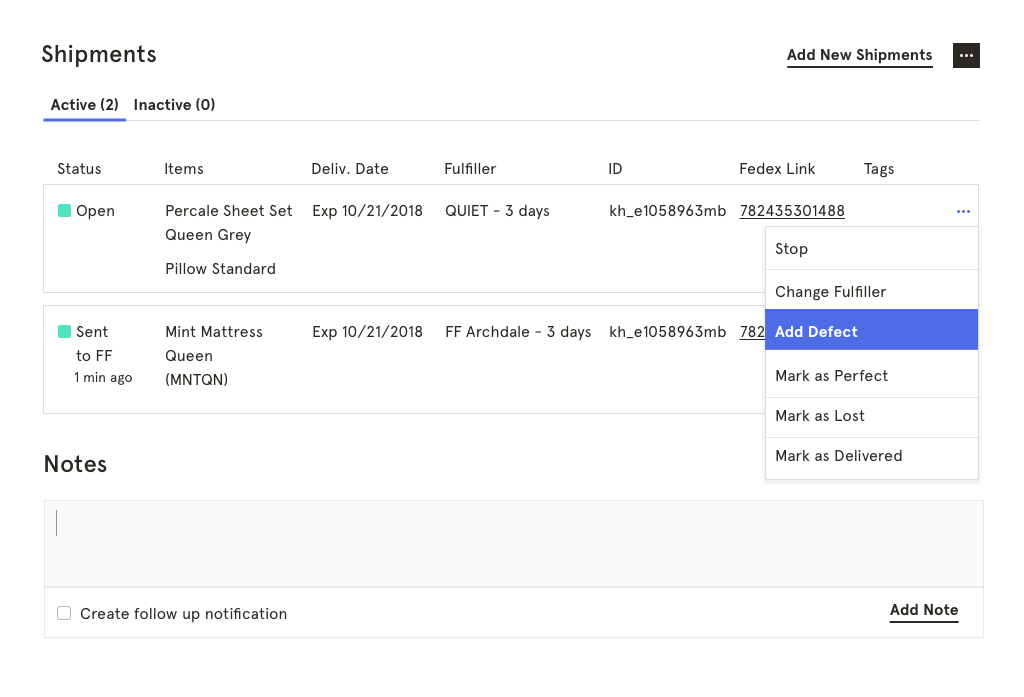 Shipments
Add New Shipments
Active (2) Inactive (0)
Status Items Deliv. Date Fulfiller ID Fedex Link Tags
Open Percale Sheet Set Exp 10/21/2018 QUIET - 3 days kh_e1058963mb 782435301488
Queen Grey
Pillow Standard
Stop
Change Fulfiller
Sent Mint Mattress Exp 10/21/2018 FF Archdale - 3 days kh_e1058963mb 782
Add Defect
to FF Queen
1 min ago (MNTQN)
Mark as Perfect
Mark as Lost
Mark as Delivered
Notes
Create follow up notification
Add Note